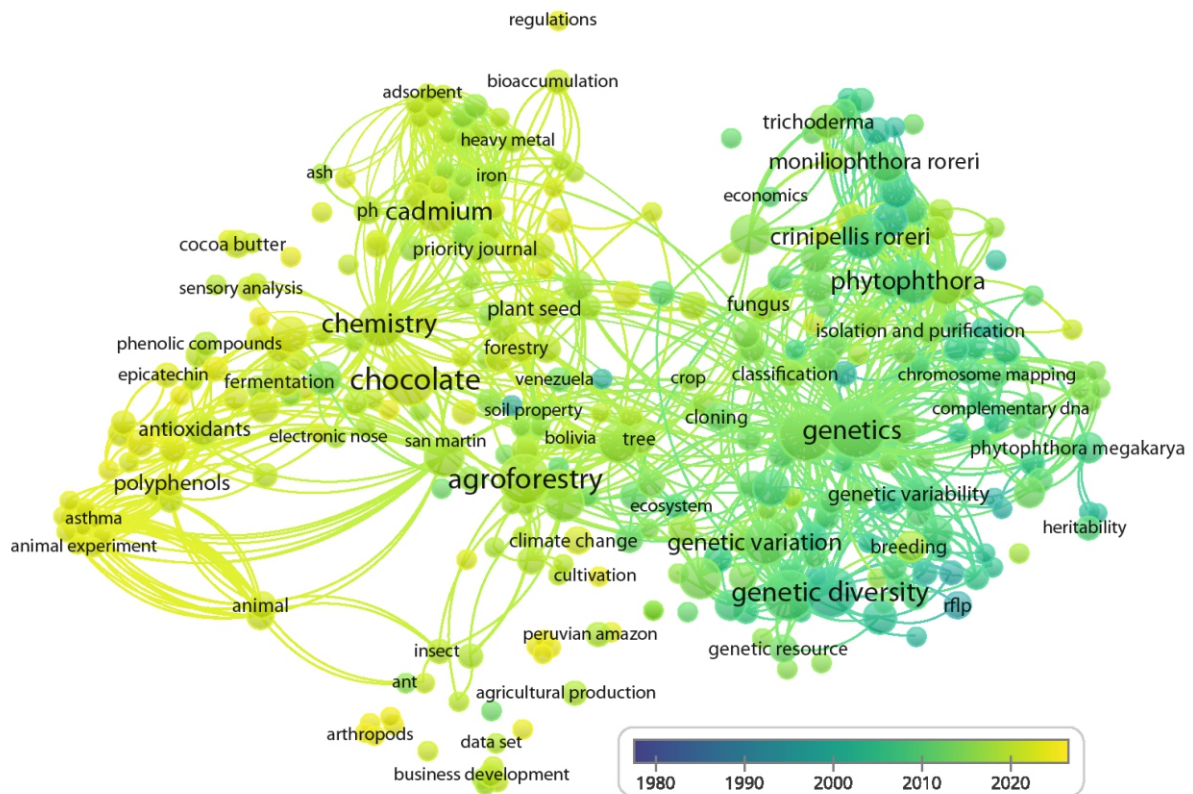 regulations
bioaccumulation
adsorbent
trichoderma
heavy metal
moniliophthora roreri
ash
iron
economics
ph
cadmium
crinipellis roreri
cocoa butter
priority journal
phytophthora
sensory analysis
plant seed
fungus
chemistry
isolation and purification
phenolic compounds
forestry
epicatechin
fermentation
chocolate
venezuela
crop
classification
chromosome mapping
soil property
cloning
complementary dna
antioxidants
electronic nose
san martin
bolivia
tree
genetics
phytophthora megakarya
polyphenols
agroforestry
genetic variability
ecosystem
asthma
heritability
animal experiment
climate change
genetic variation
breeding
cultivation
animal
genetic diversity
rflp
peruvian amazon
insect
genetic resource
ant
agricultural production
arthropods
data set
business development
1980 1990 2000 2010 2020